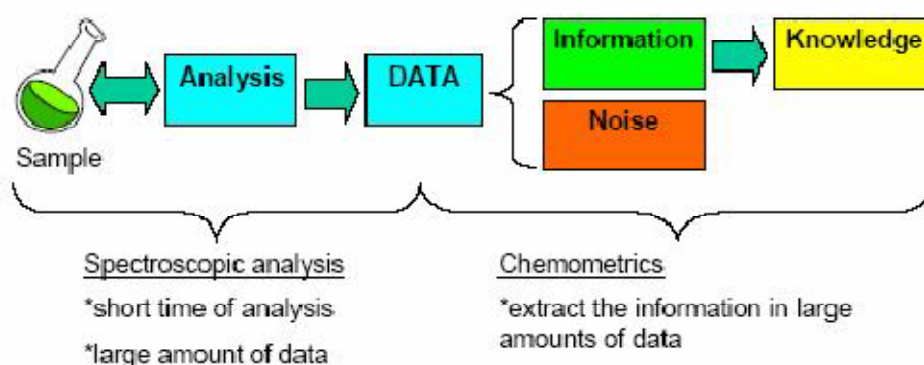 Information
Knowledge
Analysis
DATA
Noise
Sample
Spectroscopic analysis
*short time of analysis
*large amount of data
Chemometrics
*extract the information in large
amounts of data